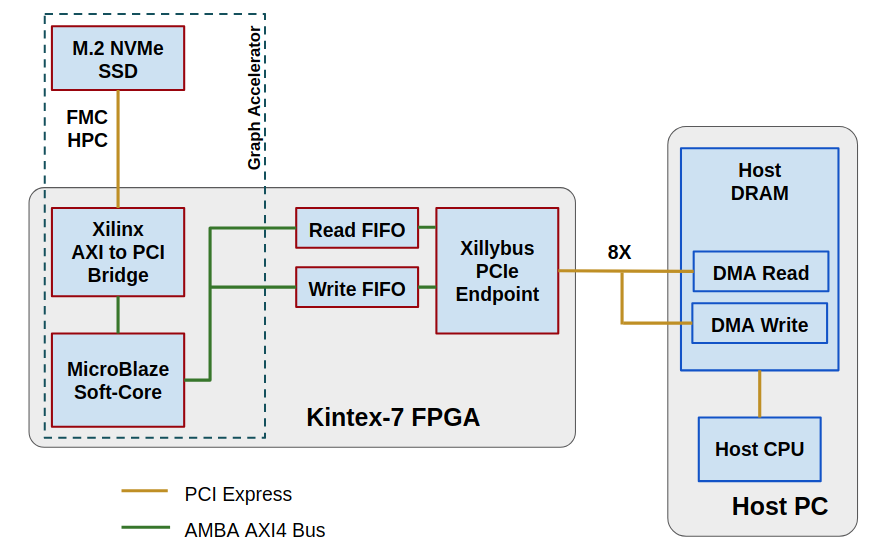 M.2 NVMe
SSD
FMC
HPC
Graph Accelerator
Xilinx
AXI to PCI
Bridge
MicroBlaze
Soft-Core
Read FIFO
Write FIFO
Xillybus
PCIe
Endpoint
Kintex-7 FPGA
8X
Host
DRAM
DMA Read
DMA Write
Host CPU
Host PC
PCI Express
AMBA AXI4 Bus